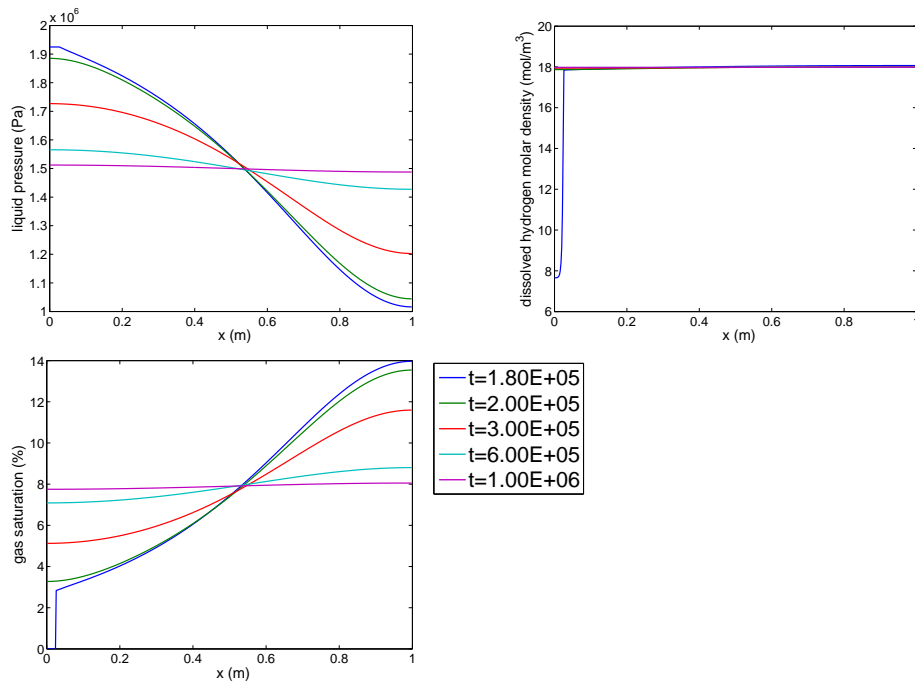 x 10⁶
2
1.9
1.8
1.7
1.6
1.5
1.4
1.3
1.2
1.1
1
liquid pressure (Pa)
0 0.2 0.4 0.6 0.8 1
x (m)
20
18
16
14
12
10
8
6
dissolved hydrogen molar density (mol/m³)
0 0.2 0.4 0.6 0.8 1
x (m)
14
12
10
8
6
4
2
0
gas saturation (%)
0 0.2 0.4 0.6 0.8 1
x (m)
t=1.80E+05
t=2.00E+05
t=3.00E+05
t=6.00E+05
t=1.00E+06